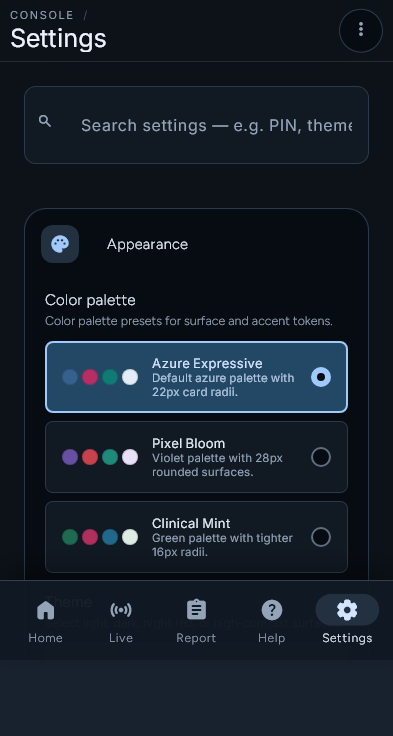 CONSOLE /
Settings
Search settings — e.g. PIN, theme
Appearance
Color palette
Color palette presets for surface and accent tokens.
Azure Expressive
Default azure palette with
22px card radii.
Pixel Bloom
Violet palette with 28px
rounded surfaces.
Clinical Mint
Green palette with tighter
16px radii.
Theme
Home
Live
Report
Help
Settings